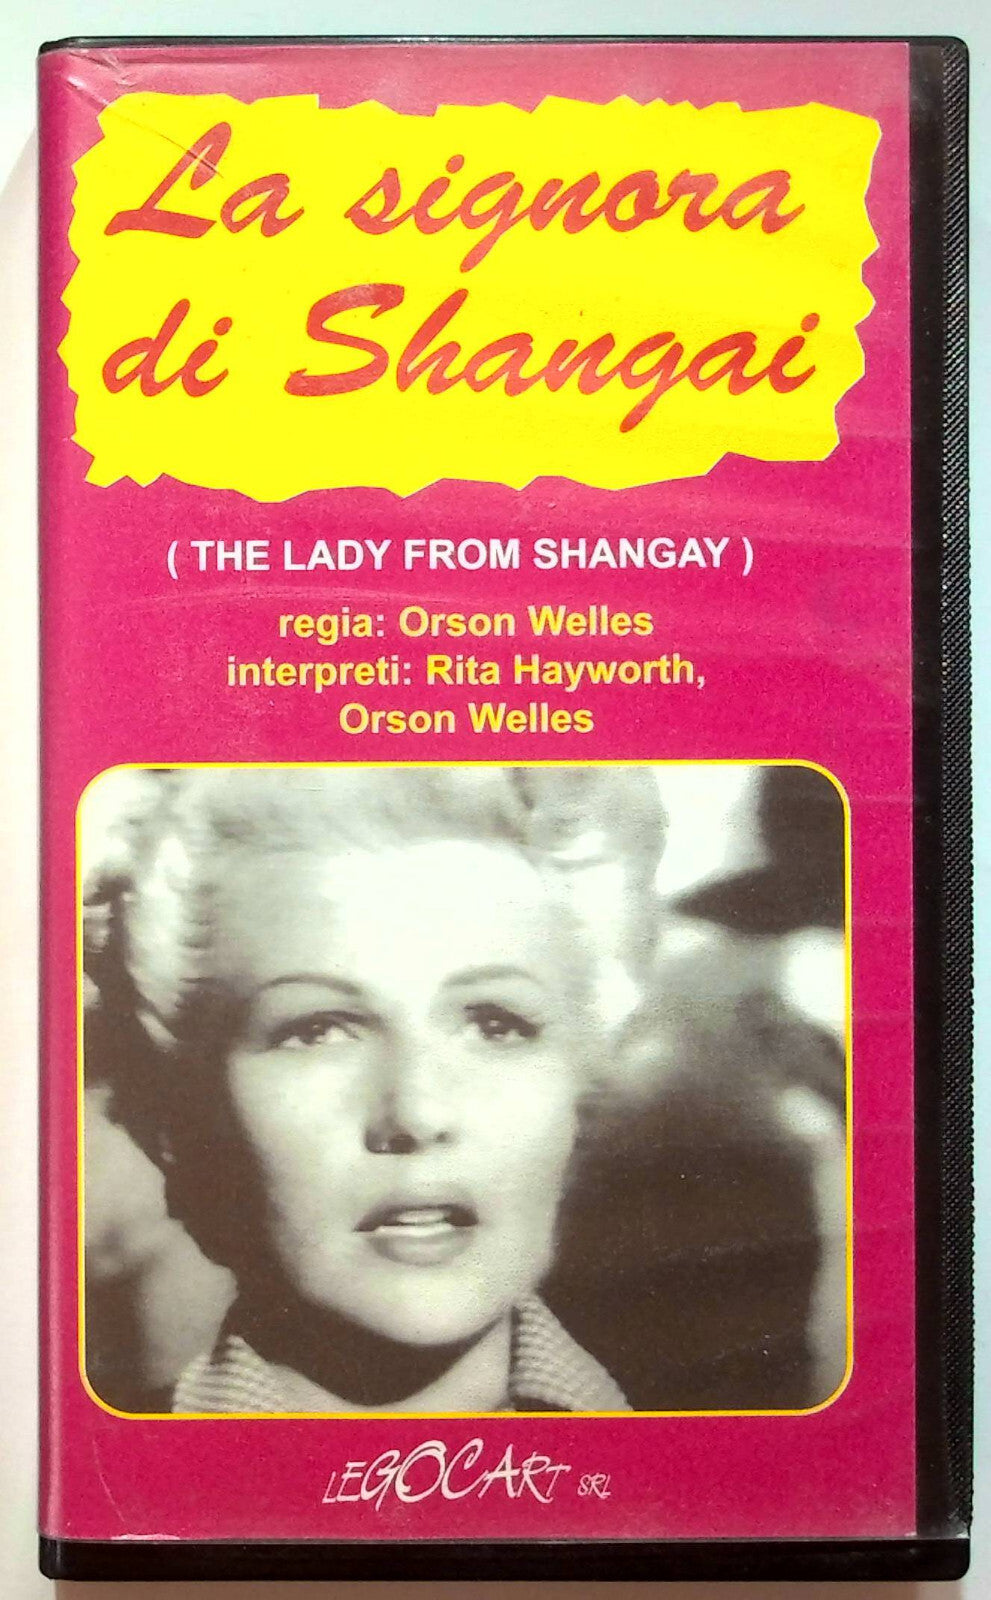 La signora
di Shangai
( THE LADY FROM SHANGAY )
regia: Orson Welles
interpreti: Rita Hayworth,
Orson Welles
LEGOCART SRL